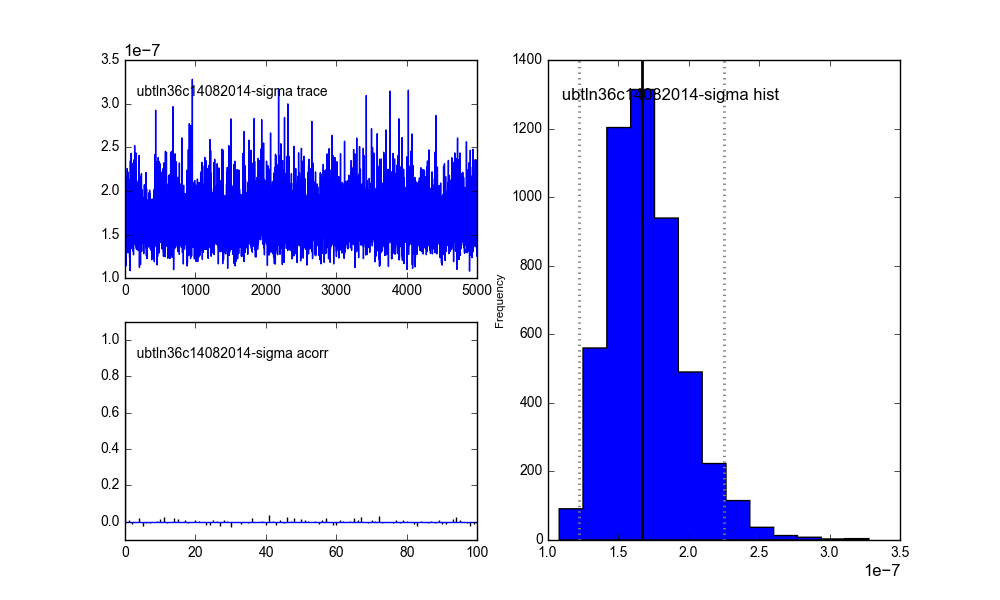 1e−7
3.5
3.0
2.5
2.0
1.5
1.0
ubtln36c14082014-sigma trace
0 1000 2000 3000 4000 5000
1.0
0.8
0.6
0.4
0.2
0.0
ubtln36c14082014-sigma acorr
0 20 40 60 80 100
Frequency
1400
1200
1000
800
600
400
200
0
ubtln36c14082014-sigma hist
1.0 1.5 2.0 2.5 3.0 3.5
1e−7